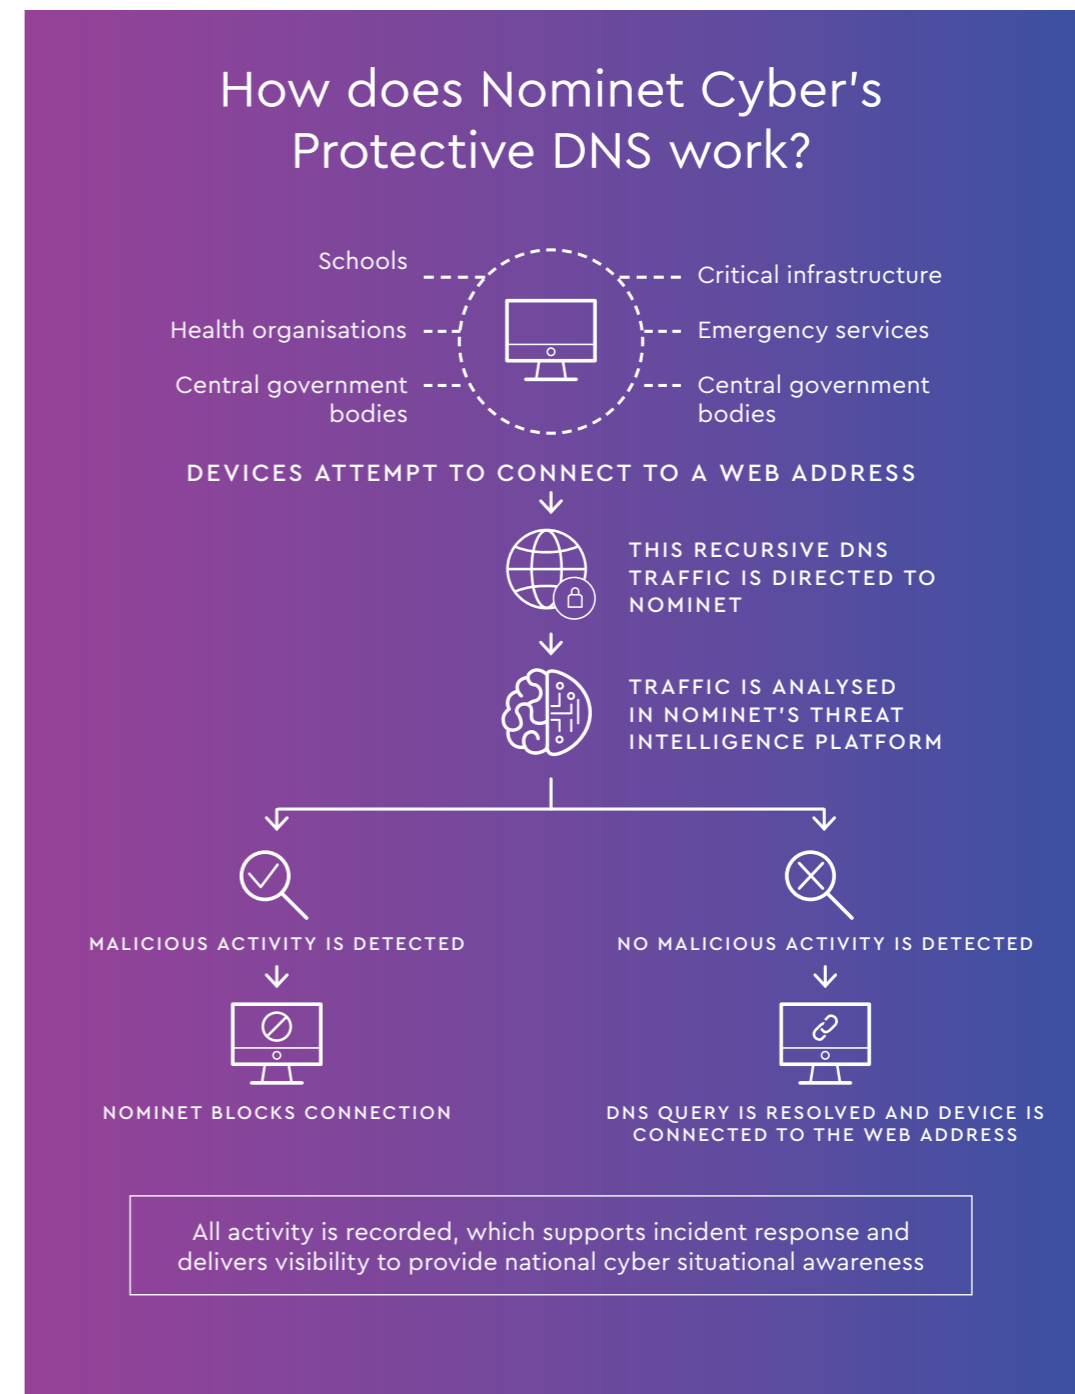 How does Nominet Cyber's
Protective DNS work?
Schools
Health organisations
Central government
bodies
Critical infrastructure
Emergency services
Central government
bodies
DEVICES ATTEMPT TO CONNECT TO A WEB ADDRESS
THIS RECURSIVE DNS
TRAFFIC IS DIRECTED TO
NOMINET
TRAFFIC IS ANALYSED
IN NOMINET'S THREAT
INTELLIGENCE PLATFORM
MALICIOUS ACTIVITY IS DETECTED
NOMINET BLOCKS CONNECTION
NO MALICIOUS ACTIVITY IS DETECTED
DNS QUERY IS RESOLVED AND DEVICE IS
CONNECTED TO THE WEB ADDRESS
All activity is recorded, which supports incident response and
delivers visibility to provide national cyber situational awareness